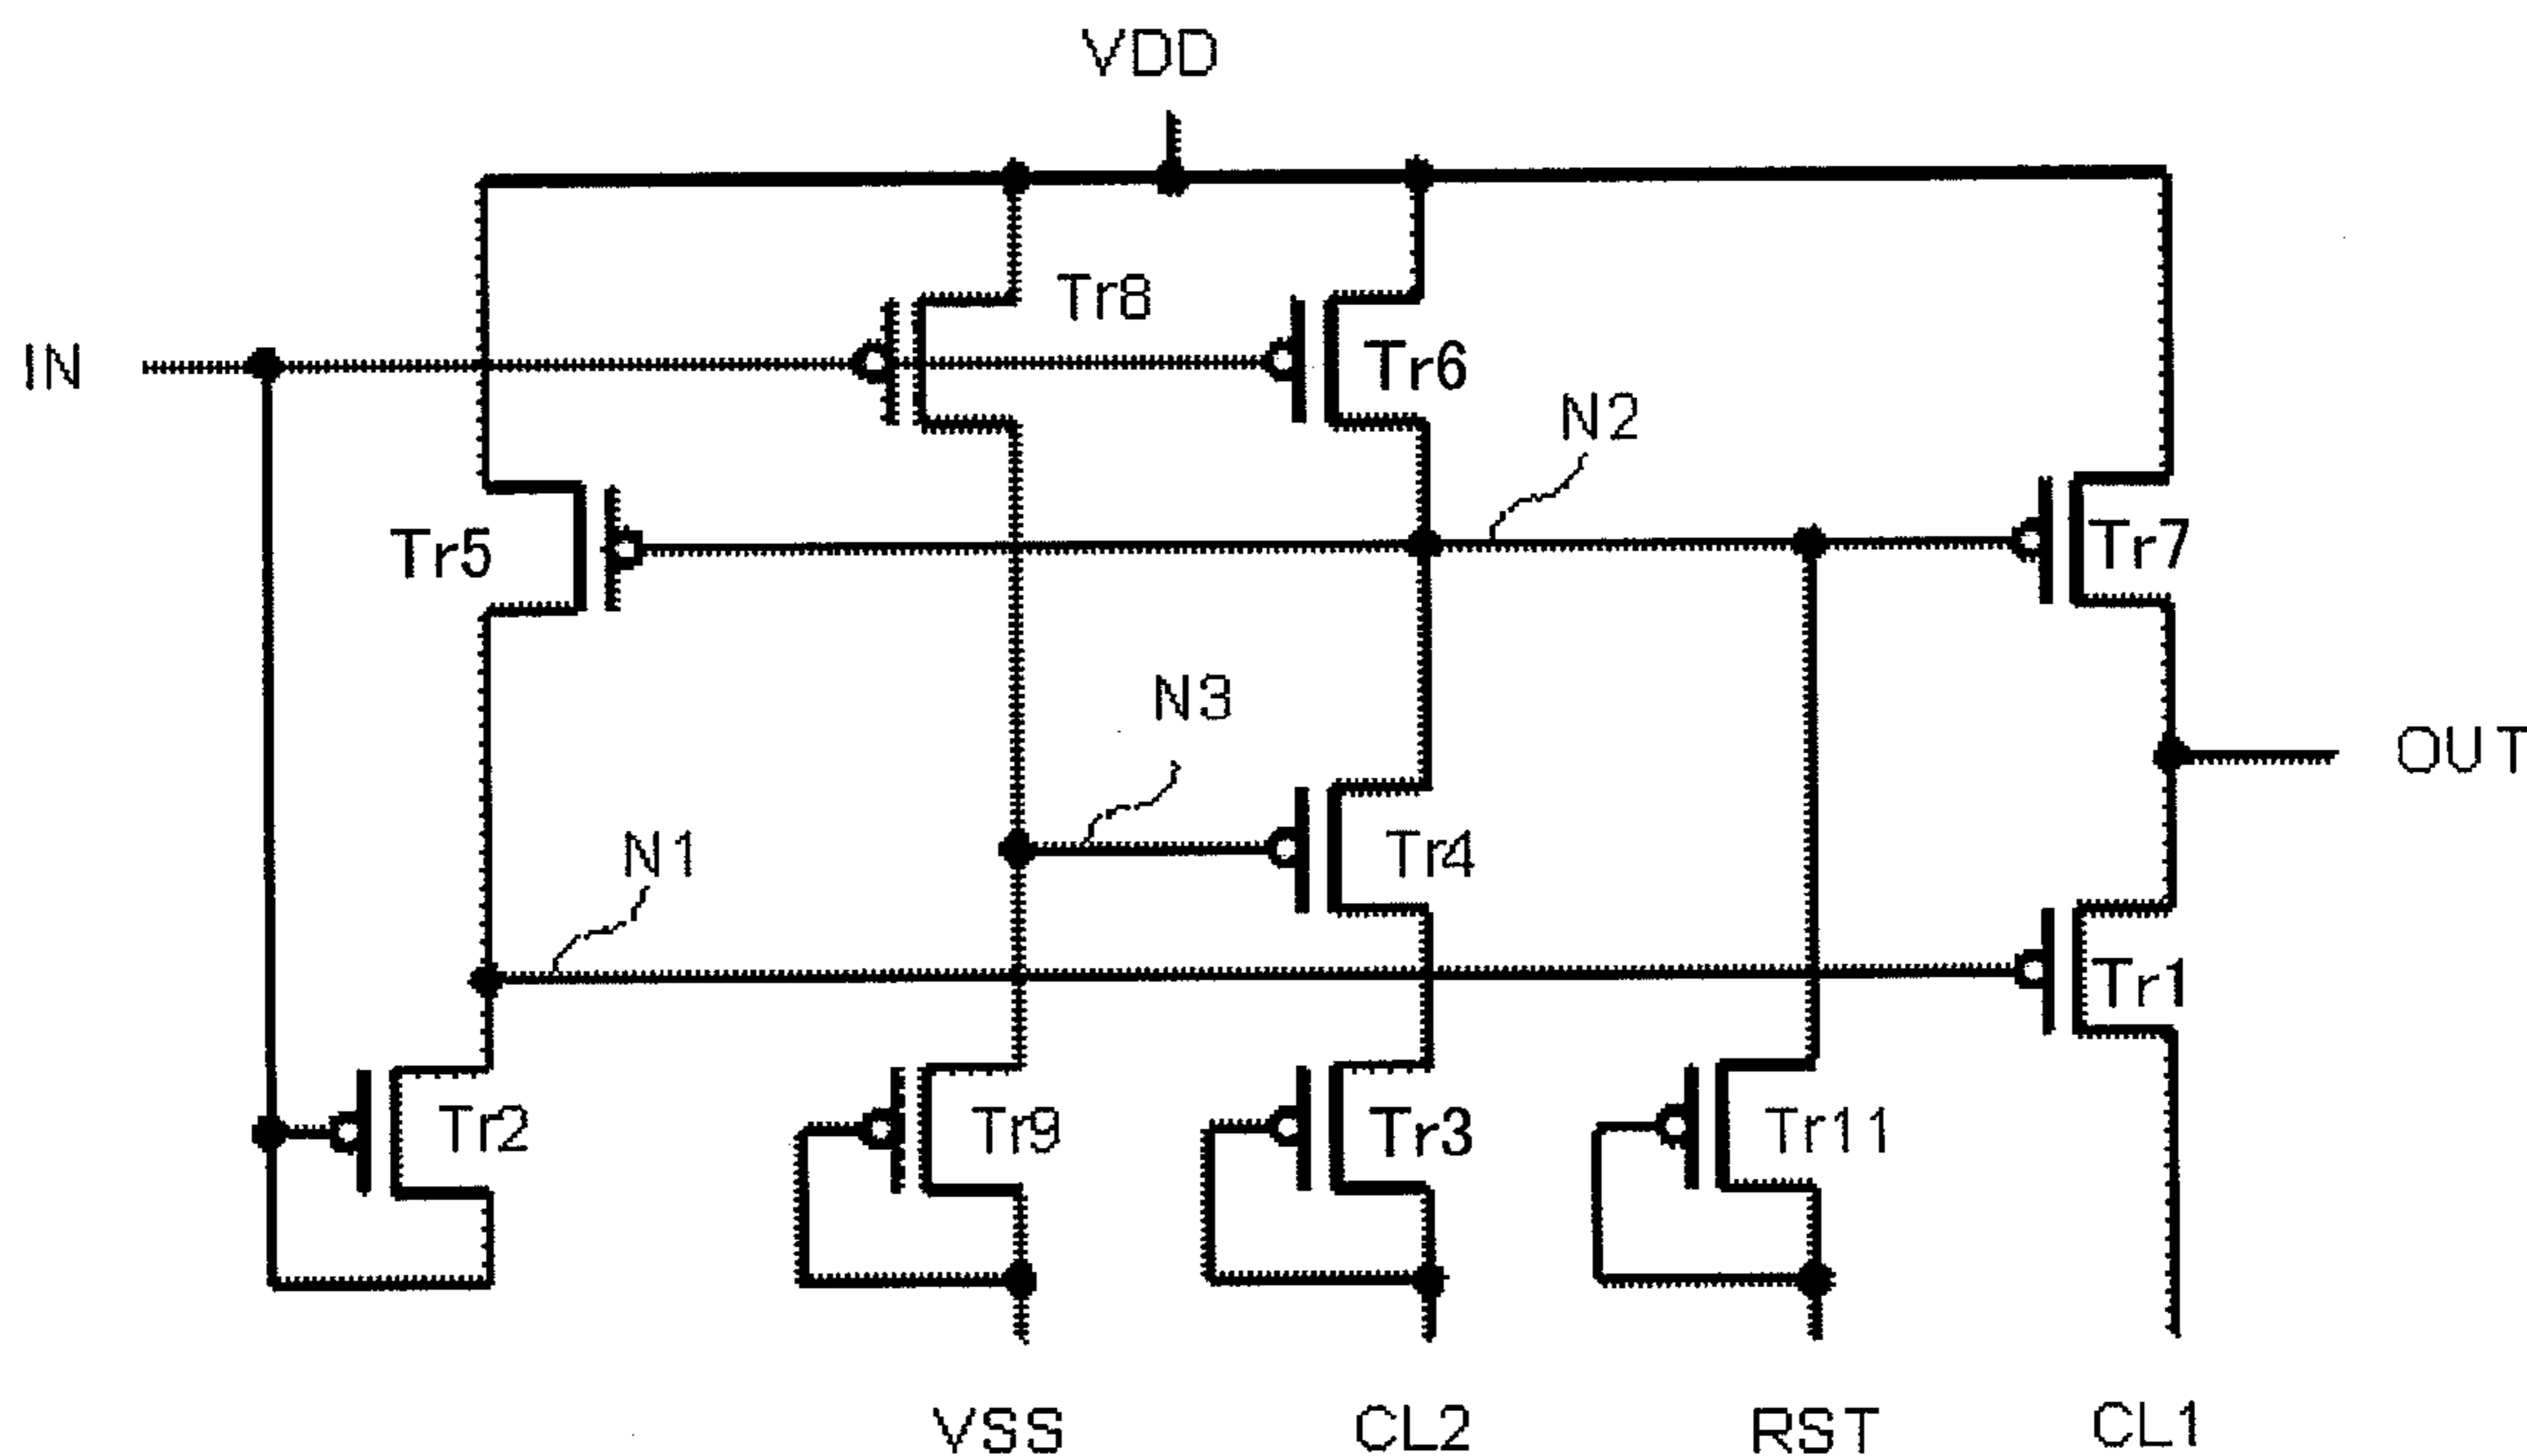 VDD
Tr8
IN
Tr6
N2
Tr5
Tr7
N3
OUT
N1
Tr4
Tr1
Tr2
Tr9
Tr3
Tr11
VSS
CL2
RST
CL1